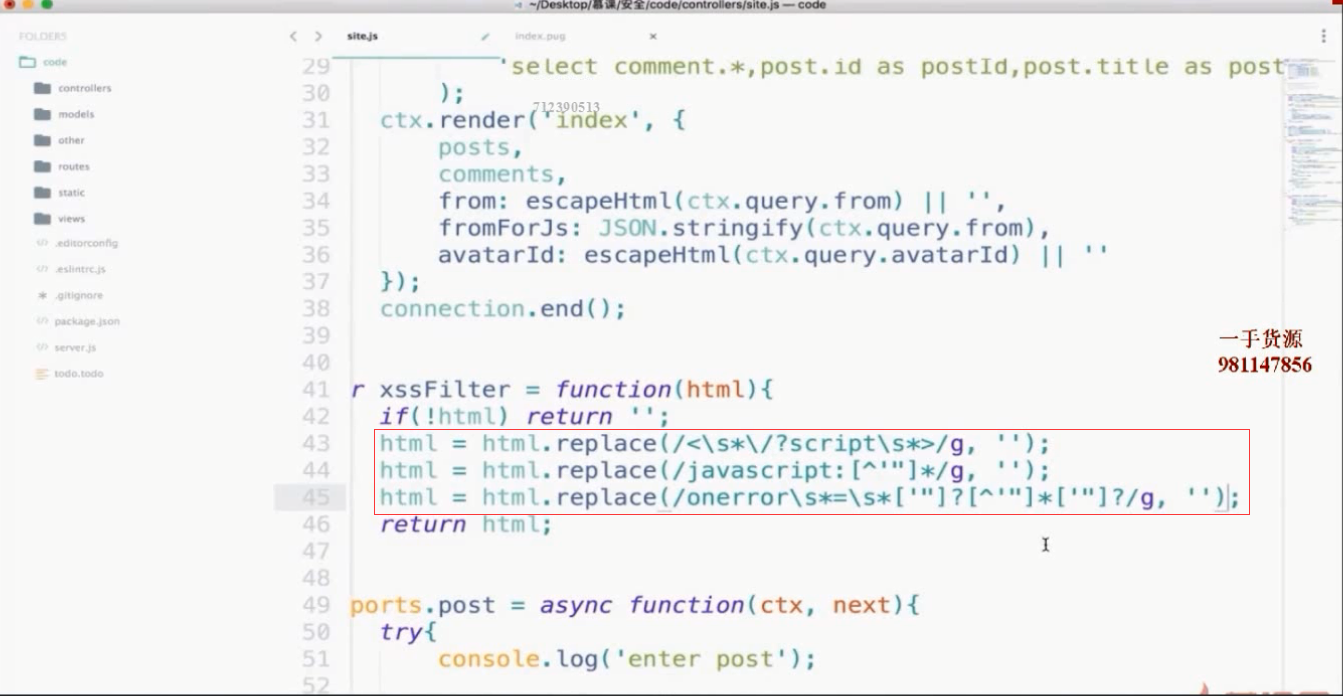 ~/Desktop/慕课/安全/code/controllers/site.js — code
FOLDERS
code
controllers
models
other
routes
static
views
.editorconfig
.eslintrc.js
.gitignore
package.json
server.js
todo.todo
site.js
index.pug
29 'select comment.*,post.id as postId,post.title as post
30 );
712390513
31 ctx.render('index', {
32 posts,
33 comments,
34 from: escapeHtml(ctx.query.from) || '',
35 fromForJs: JSON.stringify(ctx.query.from),
36 avatarId: escapeHtml(ctx.query.avatarId) || ''
37 });
38 connection.end();
39
40
41 r xssFilter = function(html){
42 if(!html) return '';
43 html = html.replace(/<\s*\/?script\s*>/g, '');
44 html = html.replace(/javascript:[^'"]*/g, '');
45 html = html.replace(/onerror\s*=\s*['"]?[^'"]*['"]?/g, '');
46 return html;
47
48
49 ports.post = async function(ctx, next){
50 try{
51 console.log('enter post');
52
一手货源
981147856